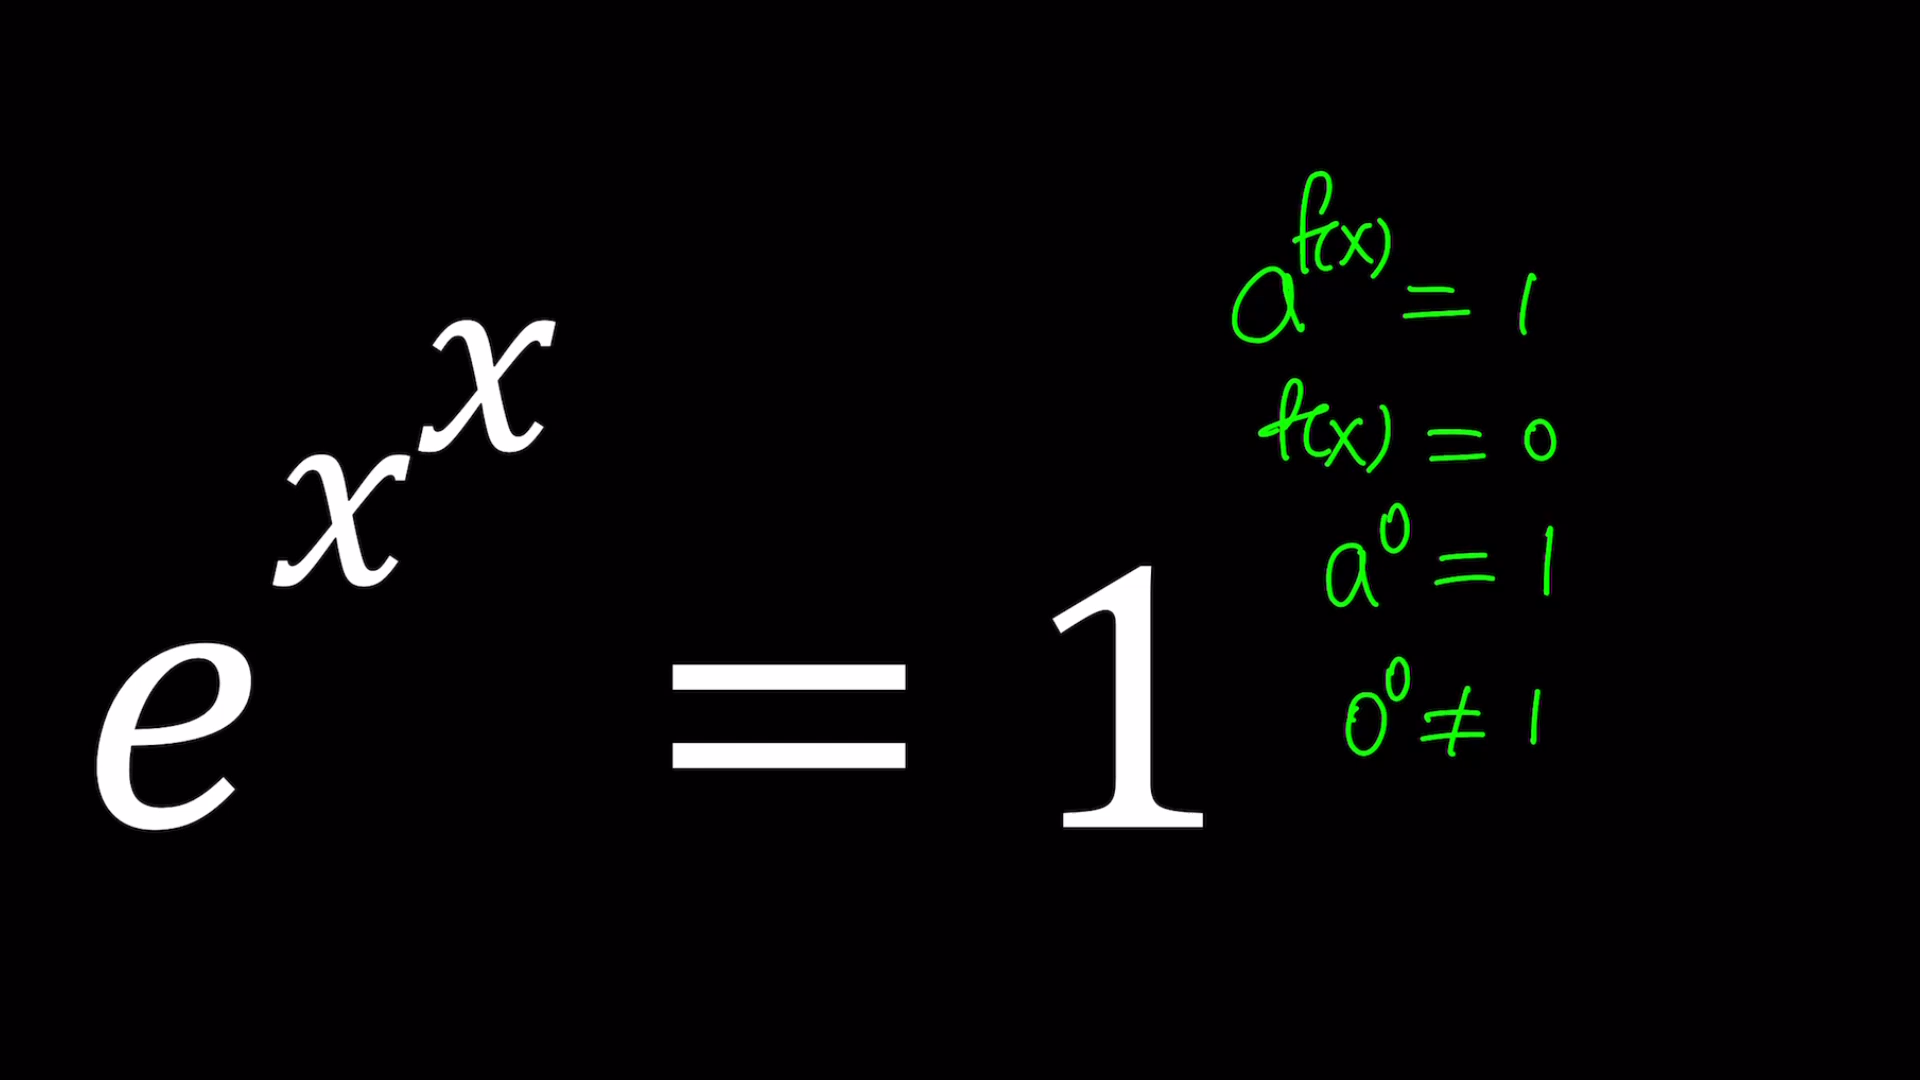 e^{x^x} = 1
a^{f(x)} = 1
f(x) = 0
a^0 = 1
0^0 ≠ 1